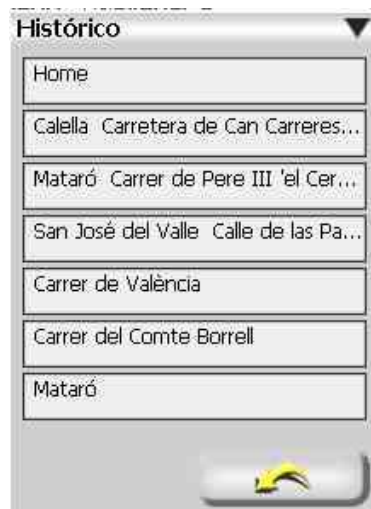 Histórico
Home
Calella Carretera de Can Carreres...
Mataró Carrer de Pere III 'el Cer...
San José del Valle Calle de las Pa...
Carrer de València
Carrer del Comte Borrell
Mataró